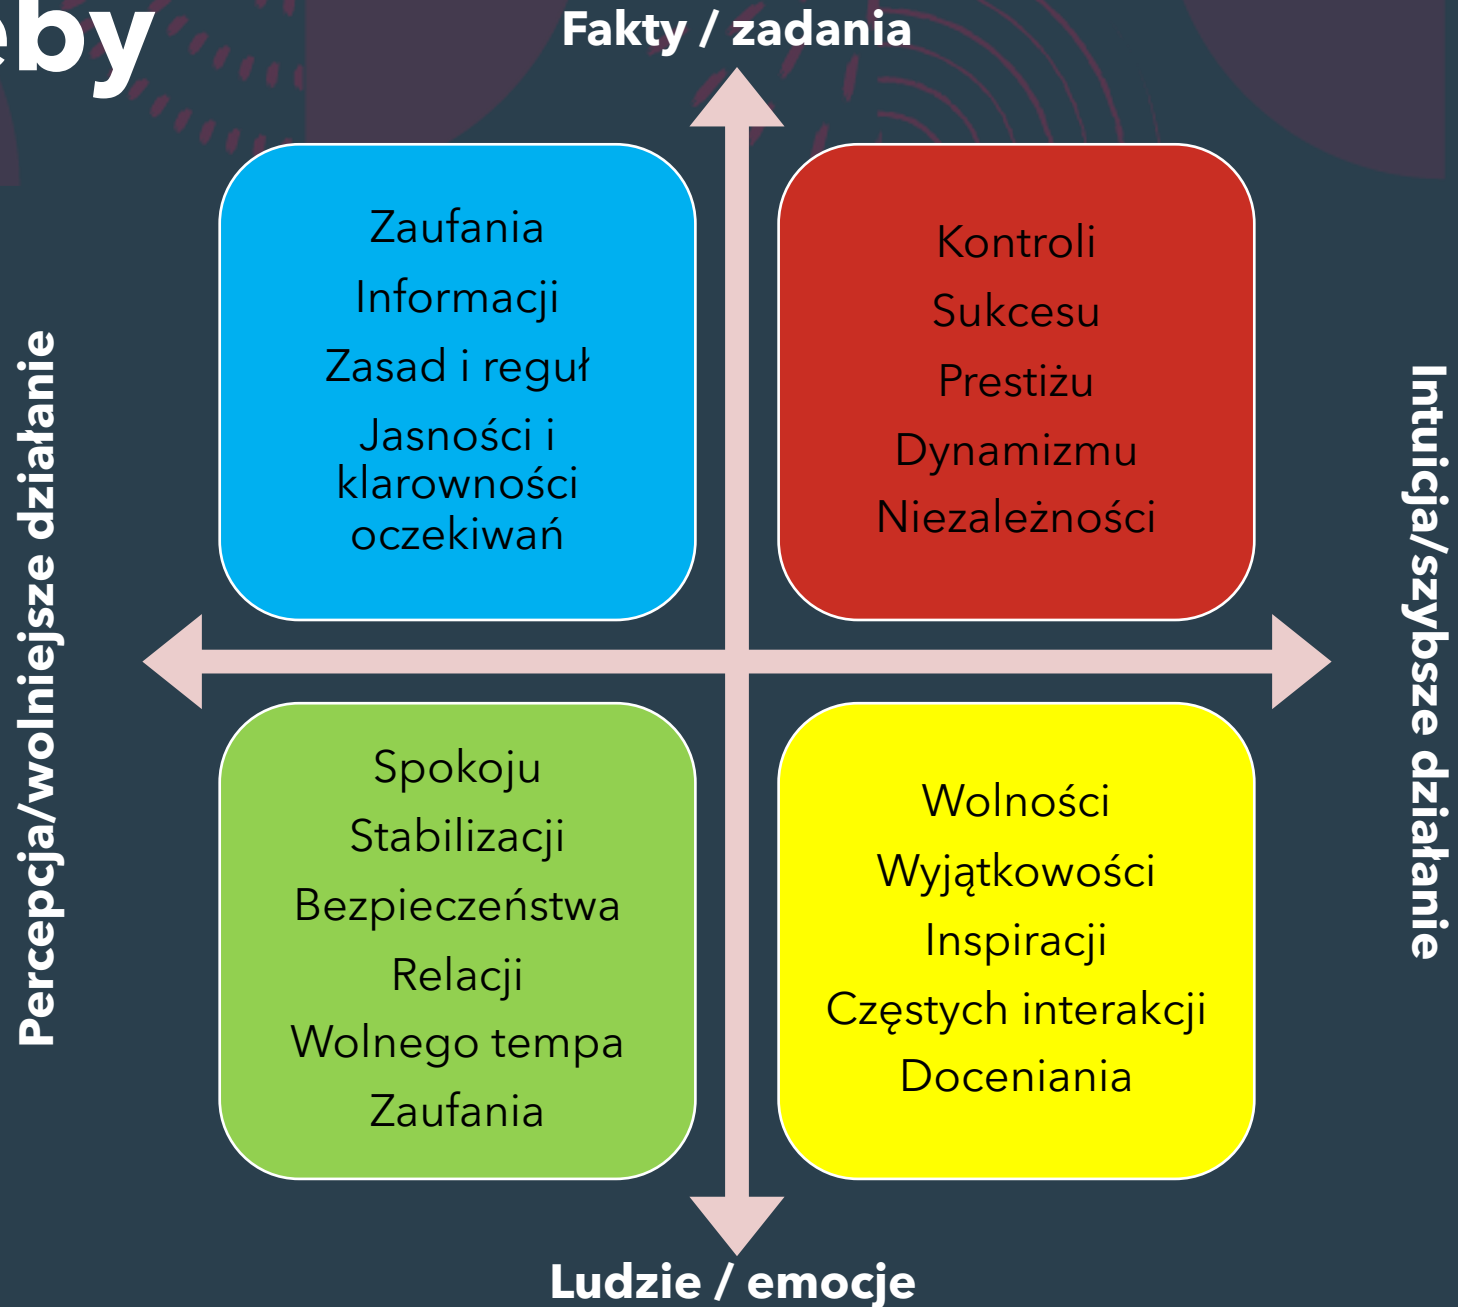 eby
Fakty / zadania
Percepcja/wolniejsze działanie
Zaufania
Informacji
Zasad i reguł
Jasności i
klarowności
oczekiwań
Kontroli
Sukcesu
Prestiżu
Dynamizmu
Niezależności
Intuicja/szybsze działanie
Spokoju
Stabilizacji
Bezpieczeństwa
Relacji
Wolnego tempa
Zaufania
Wolności
Wyjątkowości
Inspiracji
Częstych interakcji
Doceniania
Ludzie / emocje